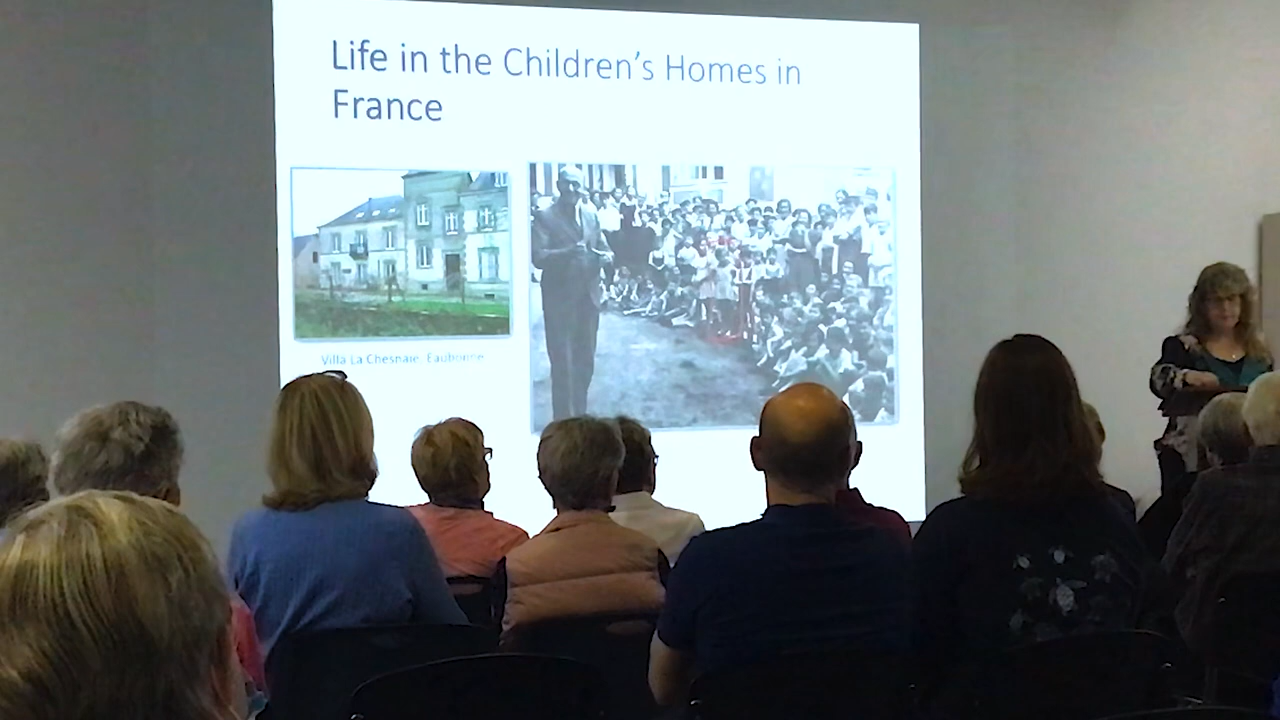 Life in the Children's Homes in
France
Villa La Chesnaie, Eaubonne